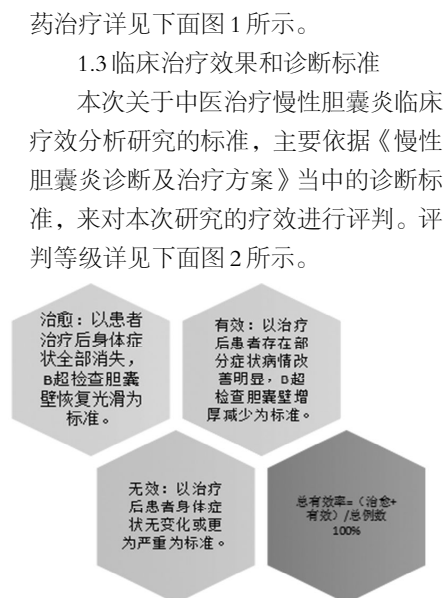 药治疗详见下面图1所示。
1.3临床治疗效果和诊断标准
本次关于中医治疗慢性胆囊炎临床
疗效分析研究的标准，主要依据《慢性
胆囊炎诊断及治疗方案》当中的诊断标
准，来对本次研究的疗效进行评判。评
判等级详见下面图2所示。
治愈：以患者
治疗后身体症
状全部消失，
B超检查胆囊
壁恢复光滑为
标准。
有效：以治疗
后患者存在部
分症状病情改
善明显，B超
检查胆囊壁增
厚减少为标准。
无效：以治疗
后患者身体症
状无变化或更
为严重为标准。
总有效率=（治愈+
有效）/总例数
100%